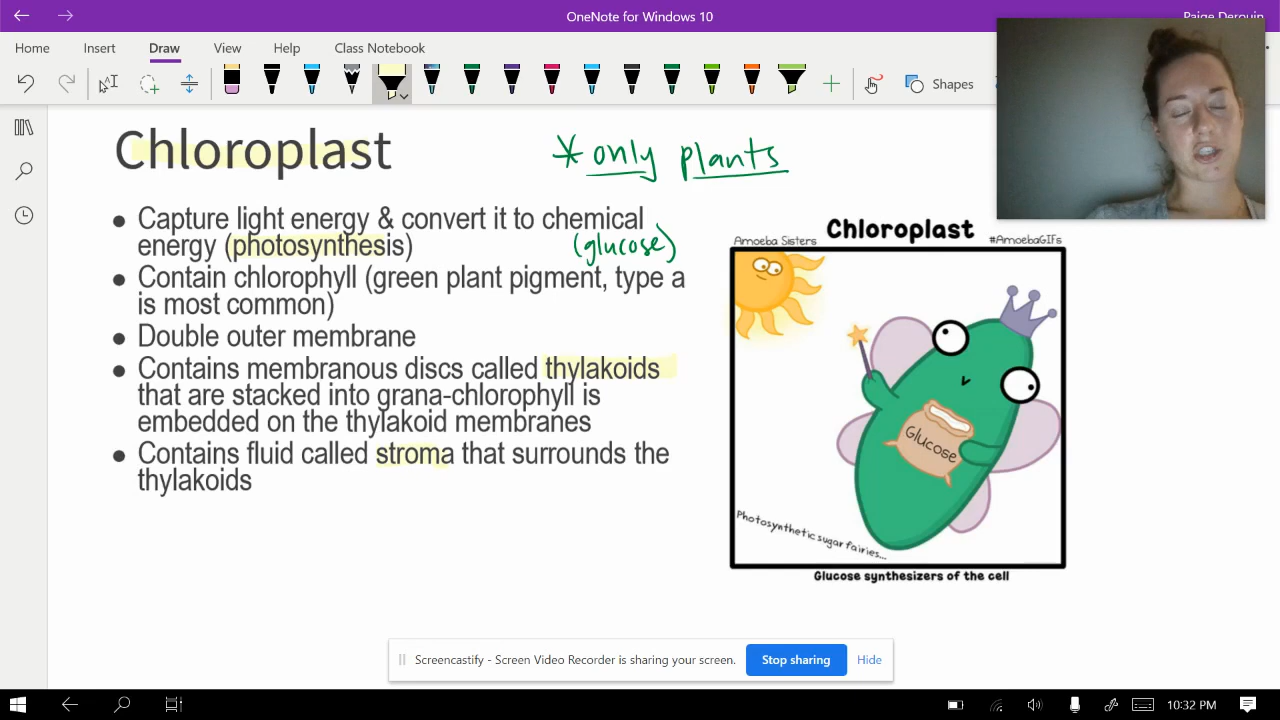 OneNote for Windows 10
Paige Derouin
Home Insert Draw View Help Class Notebook
Shapes
Chloroplast
*only plants
Capture light energy & convert it to chemical
energy (photosynthesis)
(glucose)
Contain chlorophyll (green plant pigment, type a
is most common)
Double outer membrane
Contains membranous discs called thylakoids
that are stacked into grana-chlorophyll is
embedded on the thylakoid membranes
Contains fluid called stroma that surrounds the
thylakoids
Chloroplast
Amoeba Sisters
#AmoebaGIFs
Glucose
Photosynthetic sugar fairies...
Glucose synthesizers of the cell
Screencastify - Screen Video Recorder is sharing your screen.
Stop sharing
Hide
10:32 PM